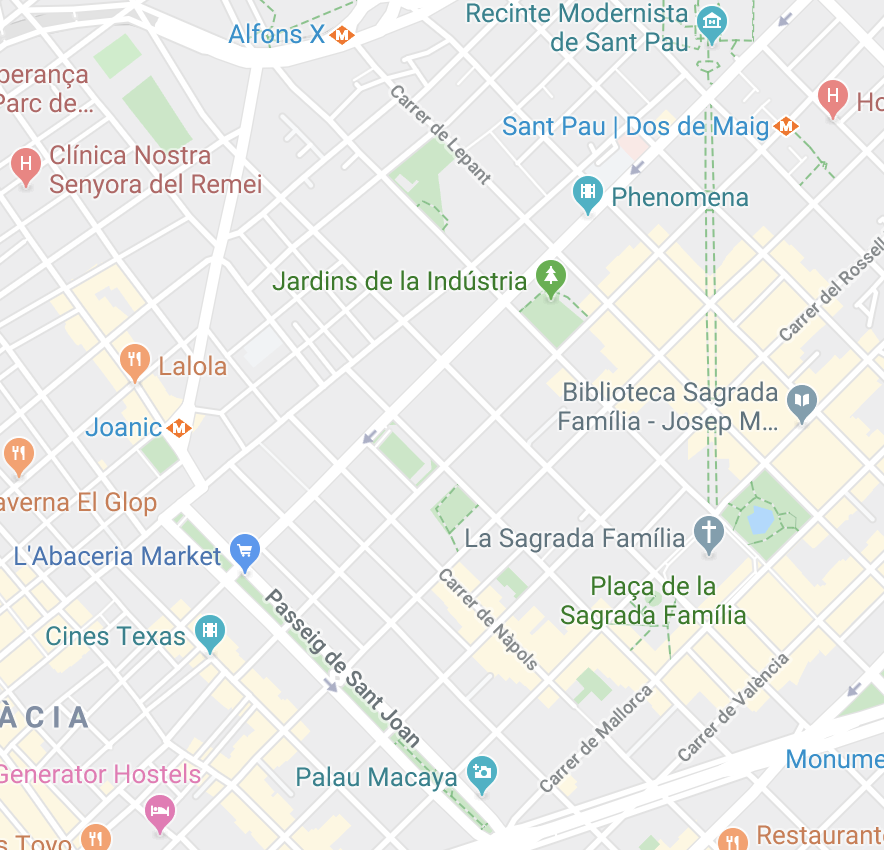 Recinte Modernista
de Sant Pau
Alfons X
perança
Parc de...
Carrer de Lepant
Ho
Sant Pau | Dos de Maig
Clínica Nostra
Senyora del Remei
Phenomena
Jardins de la Indústria
Carrer del Rossell
Lalola
Biblioteca Sagrada
Família - Josep M...
Joanic
averna El Glop
La Sagrada Família
L'Abaceria Market
Plaça de la
Sagrada Família
Carrer de Nàpols
Passeig de Sant Joan
Cines Texas
Carrer de Mallorca
Carrer de València
ÀCIA
Monume
Generator Hostels
Palau Macaya
s Toyo
Restaurant